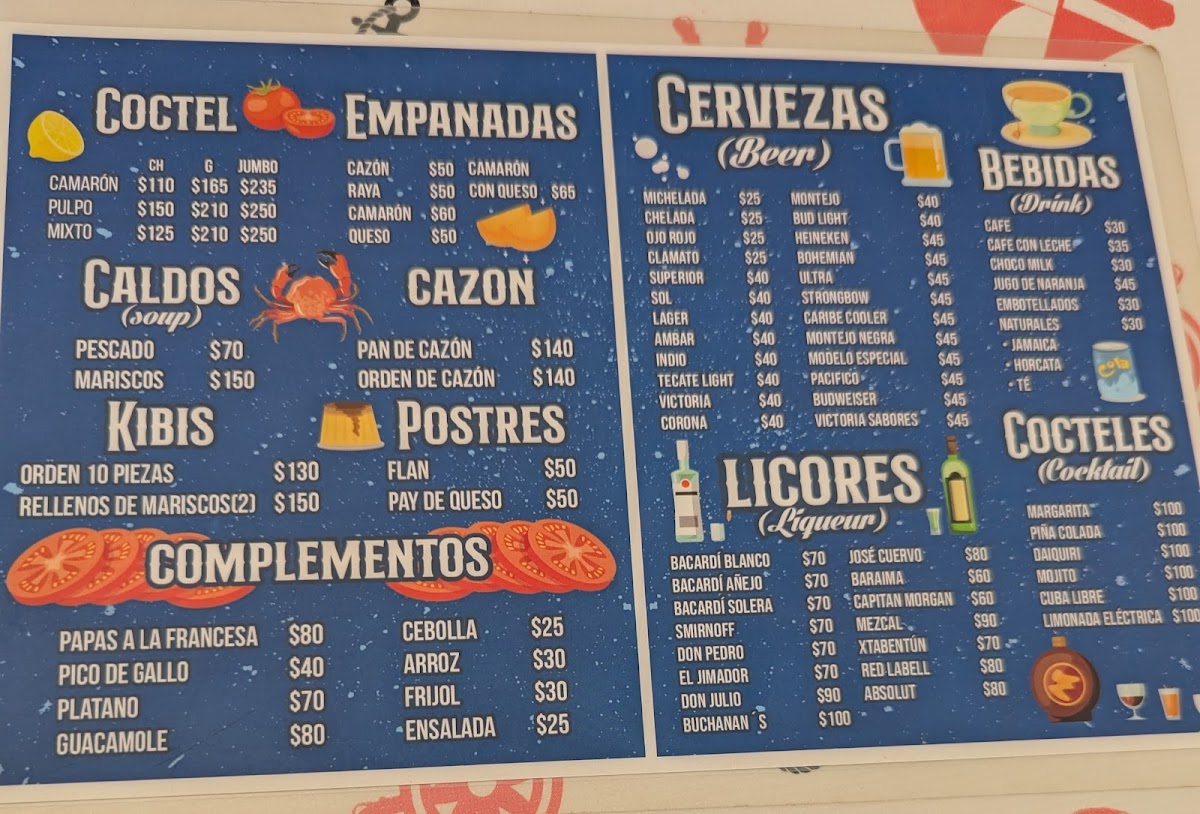 COCTEL
CH G JUMBO
CAMARÓN $110 $165 $235
PULPO $150 $210 $250
MIXTO $125 $210 $250
EMPANADAS
CAZÓN $50
RAYA $50
CAMARÓN $60
QUESO $50
CAMARÓN
CON QUESO $65
CALDOS
(soup)
PESCADO $70
MARISCOS $150
CAZON
PAN DE CAZÓN $140
ORDEN DE CAZÓN $140
KIBIS
ORDEN 10 PIEZAS $130
RELLENOS DE MARISCOS(2) $150
POSTRES
FLAN $50
PAY DE QUESO $50
COMPLEMENTOS
PAPAS A LA FRANCESA $80
PICO DE GALLO $40
PLATANO $70
GUACAMOLE $80
CEBOLLA $25
ARROZ $30
FRIJOL $30
ENSALADA $25
CERVEZAS
(Beer)
MICHELADA $25
CHELADA $25
OJO ROJO $25
CLAMATO $25
SUPERIOR $40
SOL $40
LAGER $40
AMBAR $40
INDIO $40
TECATE LIGHT $40
VICTORIA $40
CORONA $40
MONTEJO $40
BUD LIGHT $40
HEINEKEN $45
BOHEMIAN $45
ULTRA $45
STRONGBOW $45
CARIBE COOLER $45
MONTEJO NEGRA $45
MODELO ESPECIAL $45
PACIFICO $45
BUDWEISER $45
VICTORIA SABORES $45
BEBIDAS
(Drink)
CAFE $30
CAFE CON LECHE $35
CHOCO MILK $30
JUGO DE NARANJA $45
EMBOTELLADOS $30
NATURALES $30
• JAMAICA
• HORCATA
• TÉ
cola
LICORES
(Liqueur)
BACARDÍ BLANCO $70
BACARDÍ AÑEJO $70
BACARDÍ SOLERA $70
SMIRNOFF $70
DON PEDRO $70
EL JIMADOR $70
DON JULIO $90
BUCHANAN´S $100
JOSÉ CUERVO $80
BARAIMA $60
CAPITAN MORGAN $60
MEZCAL $90
XTABENTÚN $70
RED LABELL $80
ABSOLUT $80
COCTELES
(Cocktail)
MARGARITA $100
PIÑA COLADA $100
DAIQUIRI $100
MOJITO $100
CUBA LIBRE $100
LIMONADA ELÉCTRICA $100